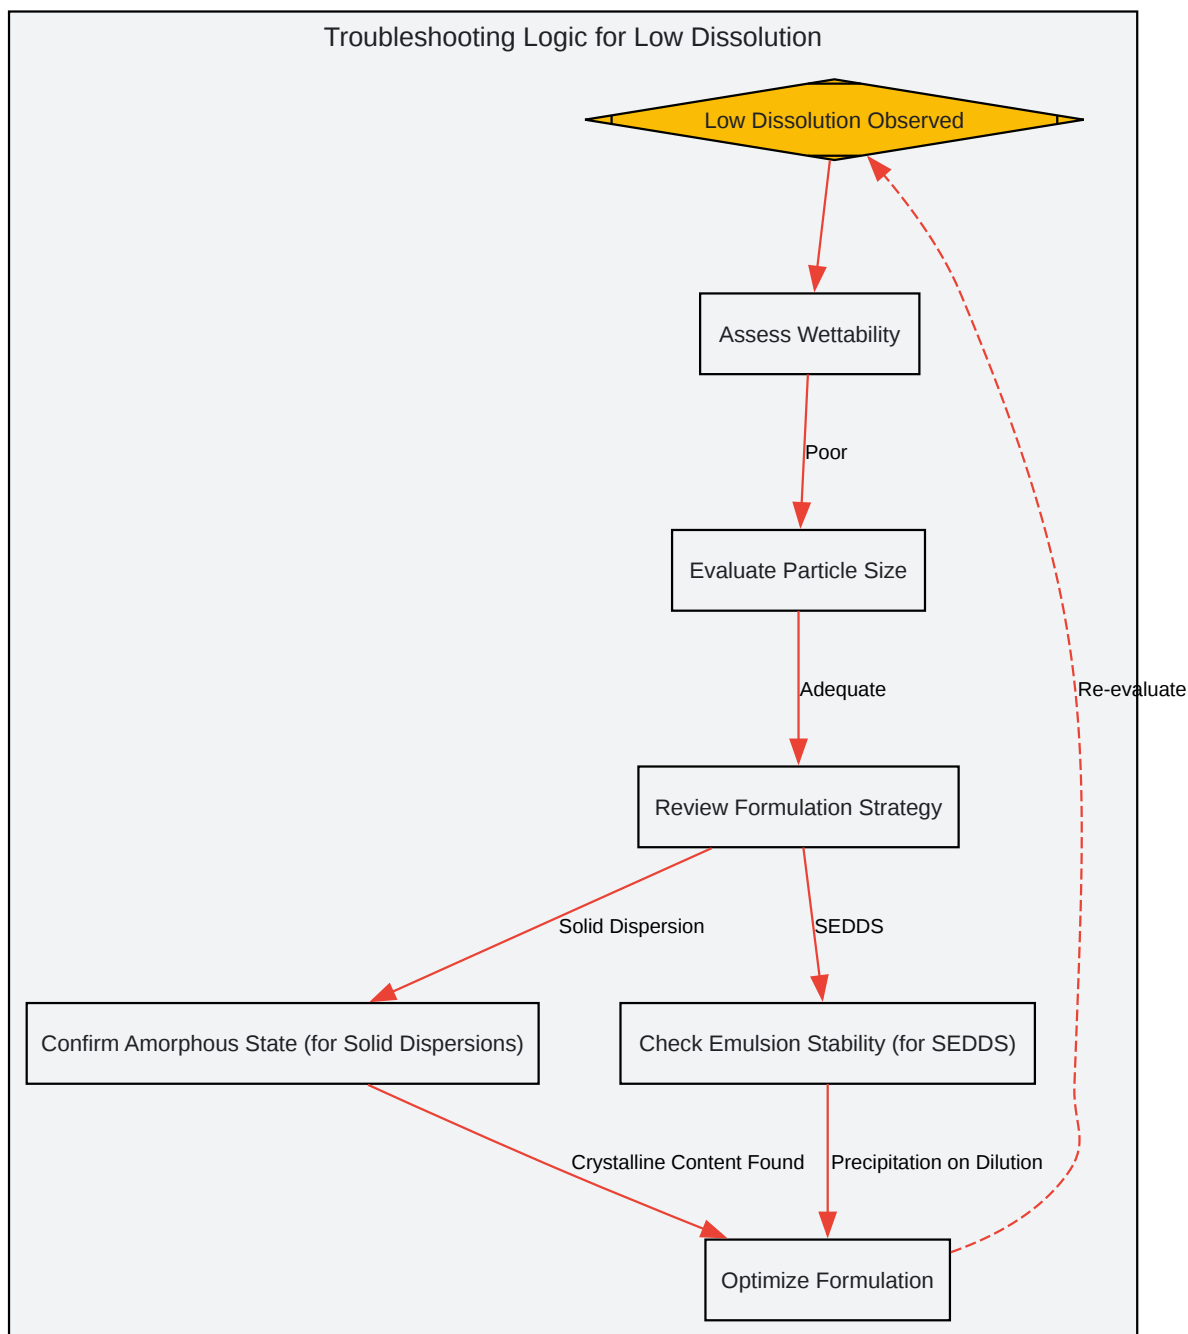 Troubleshooting Logic for Low Dissolution
Low Dissolution Observed
Assess Wettability
Poor
Evaluate Particle Size
Adequate
Re-evaluate
Review Formulation Strategy
Solid Dispersion
SEDDS
Confirm Amorphous State (for Solid Dispersions)
Check Emulsion Stability (for SEDDS)
Crystalline Content Found
Precipitation on Dilution
Optimize Formulation